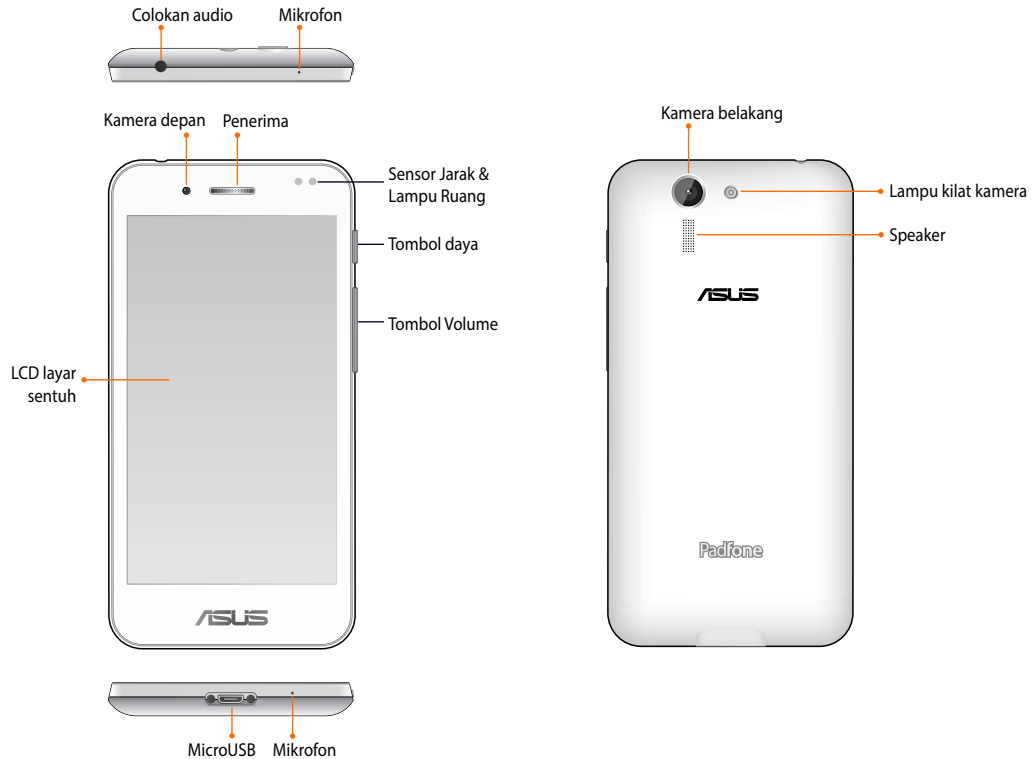 Colokan audio
Mikrofon
Kamera depan
Penerima
Sensor Jarak &
Lampu Ruang
Tombol daya
Tombol Volume
LCD layar
sentuh
ASUS
MicroUSB
Mikrofon
Kamera belakang
Lampu kilat kamera
Speaker
ASUS
Padfone